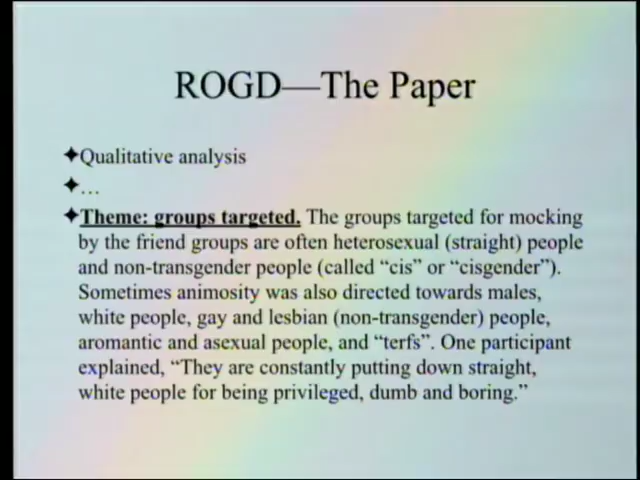 ROGD—The Paper
✦Qualitative analysis
✦…
✦Theme: groups targeted. The groups targeted for mocking
by the friend groups are often heterosexual (straight) people
and non-transgender people (called “cis” or “cisgender”).
Sometimes animosity was also directed towards males,
white people, gay and lesbian (non-transgender) people,
aromantic and asexual people, and “terfs”. One participant
explained, “They are constantly putting down straight,
white people for being privileged, dumb and boring.”